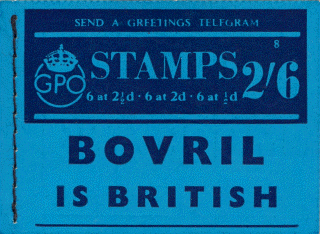 SEND A GREETINGS TELEGRAM
8
GPO
STAMPS 2/6
6 at 2½d · 6 at 2d · 6 at ½d
BOVRIL
IS BRITISH